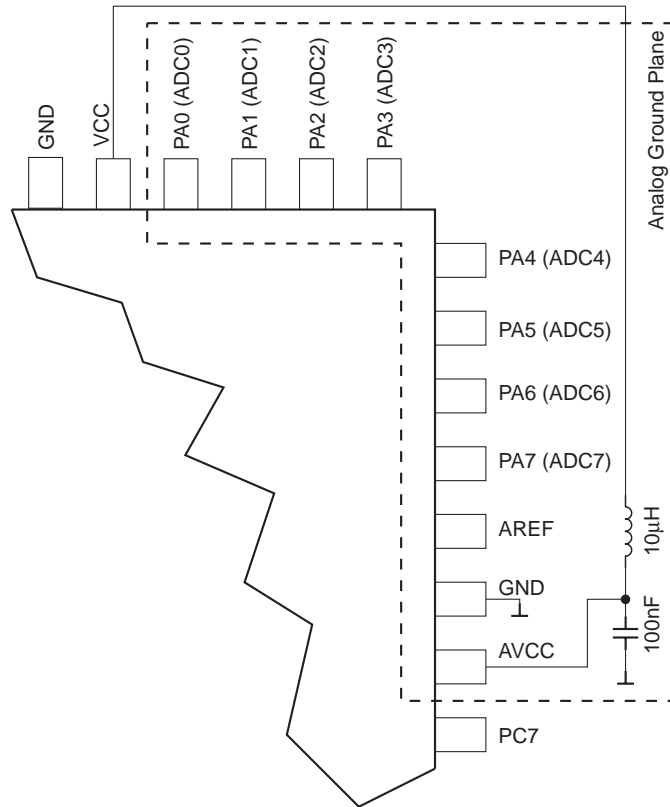 GND
VCC
PA0 (ADC0)
PA1 (ADC1)
PA2 (ADC2)
PA3 (ADC3)
Analog Ground Plane
PA4 (ADC4)
PA5 (ADC5)
PA6 (ADC6)
PA7 (ADC7)
AREF
10μH
GND
AVCC
100nF
PC7